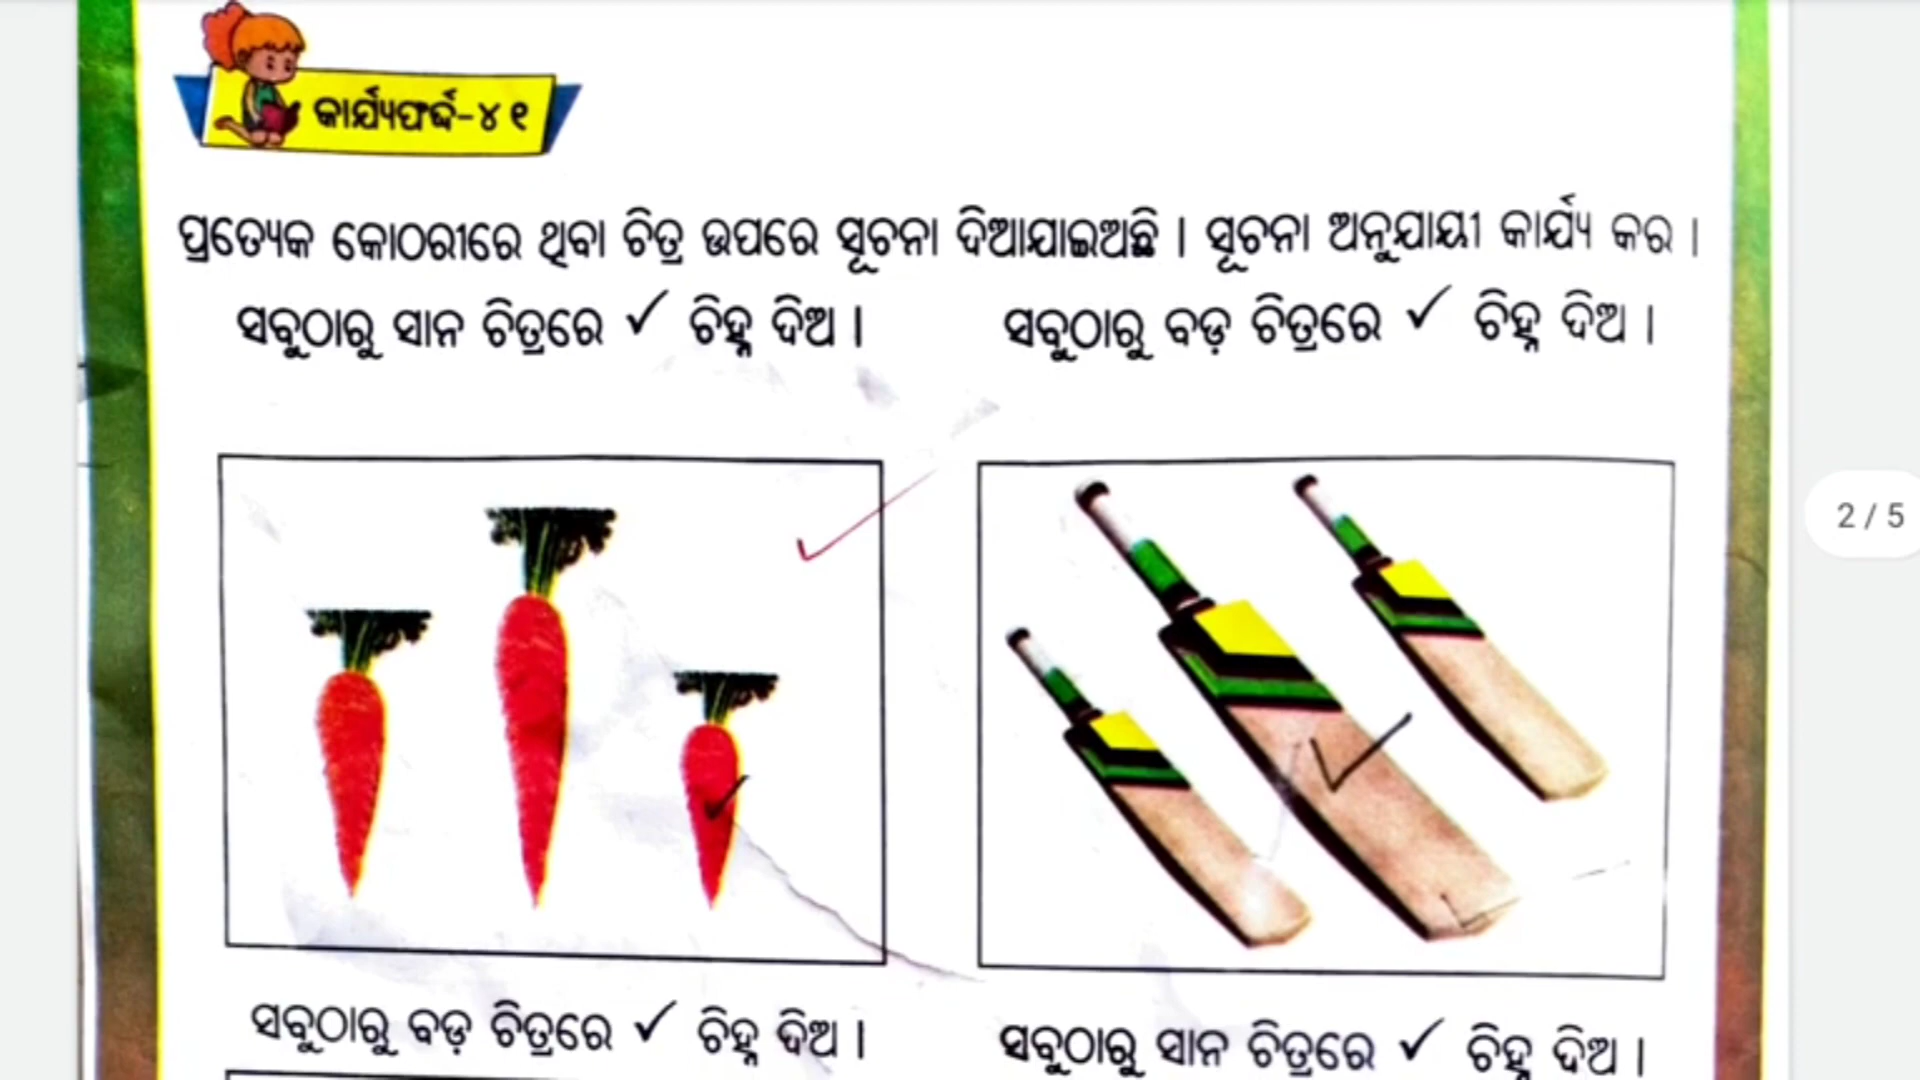 କାର୍ଯ୍ୟଫର୍ଦ୍ଦ-୪୧
ପ୍ରତ୍ୟେକ କୋଠରୀରେ ଥିବା ଚିତ୍ର ଉପରେ ସୂଚନା ଦିଆଯାଇଅଛି । ସୂଚନା ଅନୁଯାୟୀ କାର୍ଯ୍ୟ କର ।
ସବୁଠାରୁ ସାନ ଚିତ୍ରରେ ✓ ଚିହ୍ନ ଦିଅ ।
ସବୁଠାରୁ ବଡ଼ ଚିତ୍ରରେ ✓ ଚିହ୍ନ ଦିଅ ।
2 / 5
ସବୁଠାରୁ ବଡ଼ ଚିତ୍ରରେ ✓ ଚିହ୍ନ ଦିଅ ।
ସବୁଠାରୁ ସାନ ଚିତ୍ରରେ ✓ ଚିହ୍ନ ଦିଅ ।